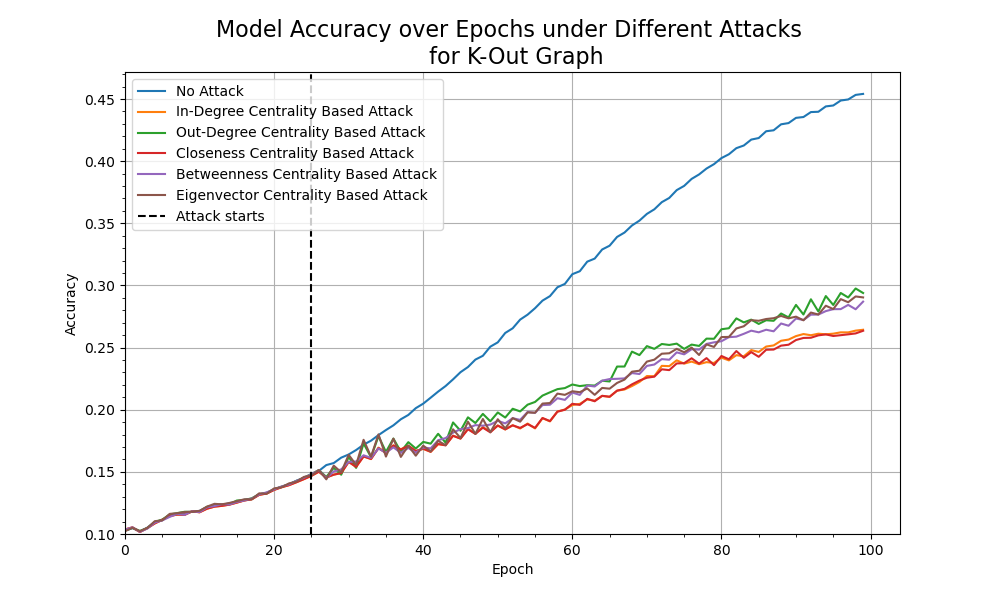 Model Accuracy over Epochs under Different Attacks
for K-Out Graph
No Attack
In-Degree Centrality Based Attack
Out-Degree Centrality Based Attack
Closeness Centrality Based Attack
Betweenness Centrality Based Attack
Eigenvector Centrality Based Attack
Attack starts
Accuracy
0.45
0.40
0.35
0.30
0.25
0.20
0.15
0.10
0 20 40 60 80 100
Epoch